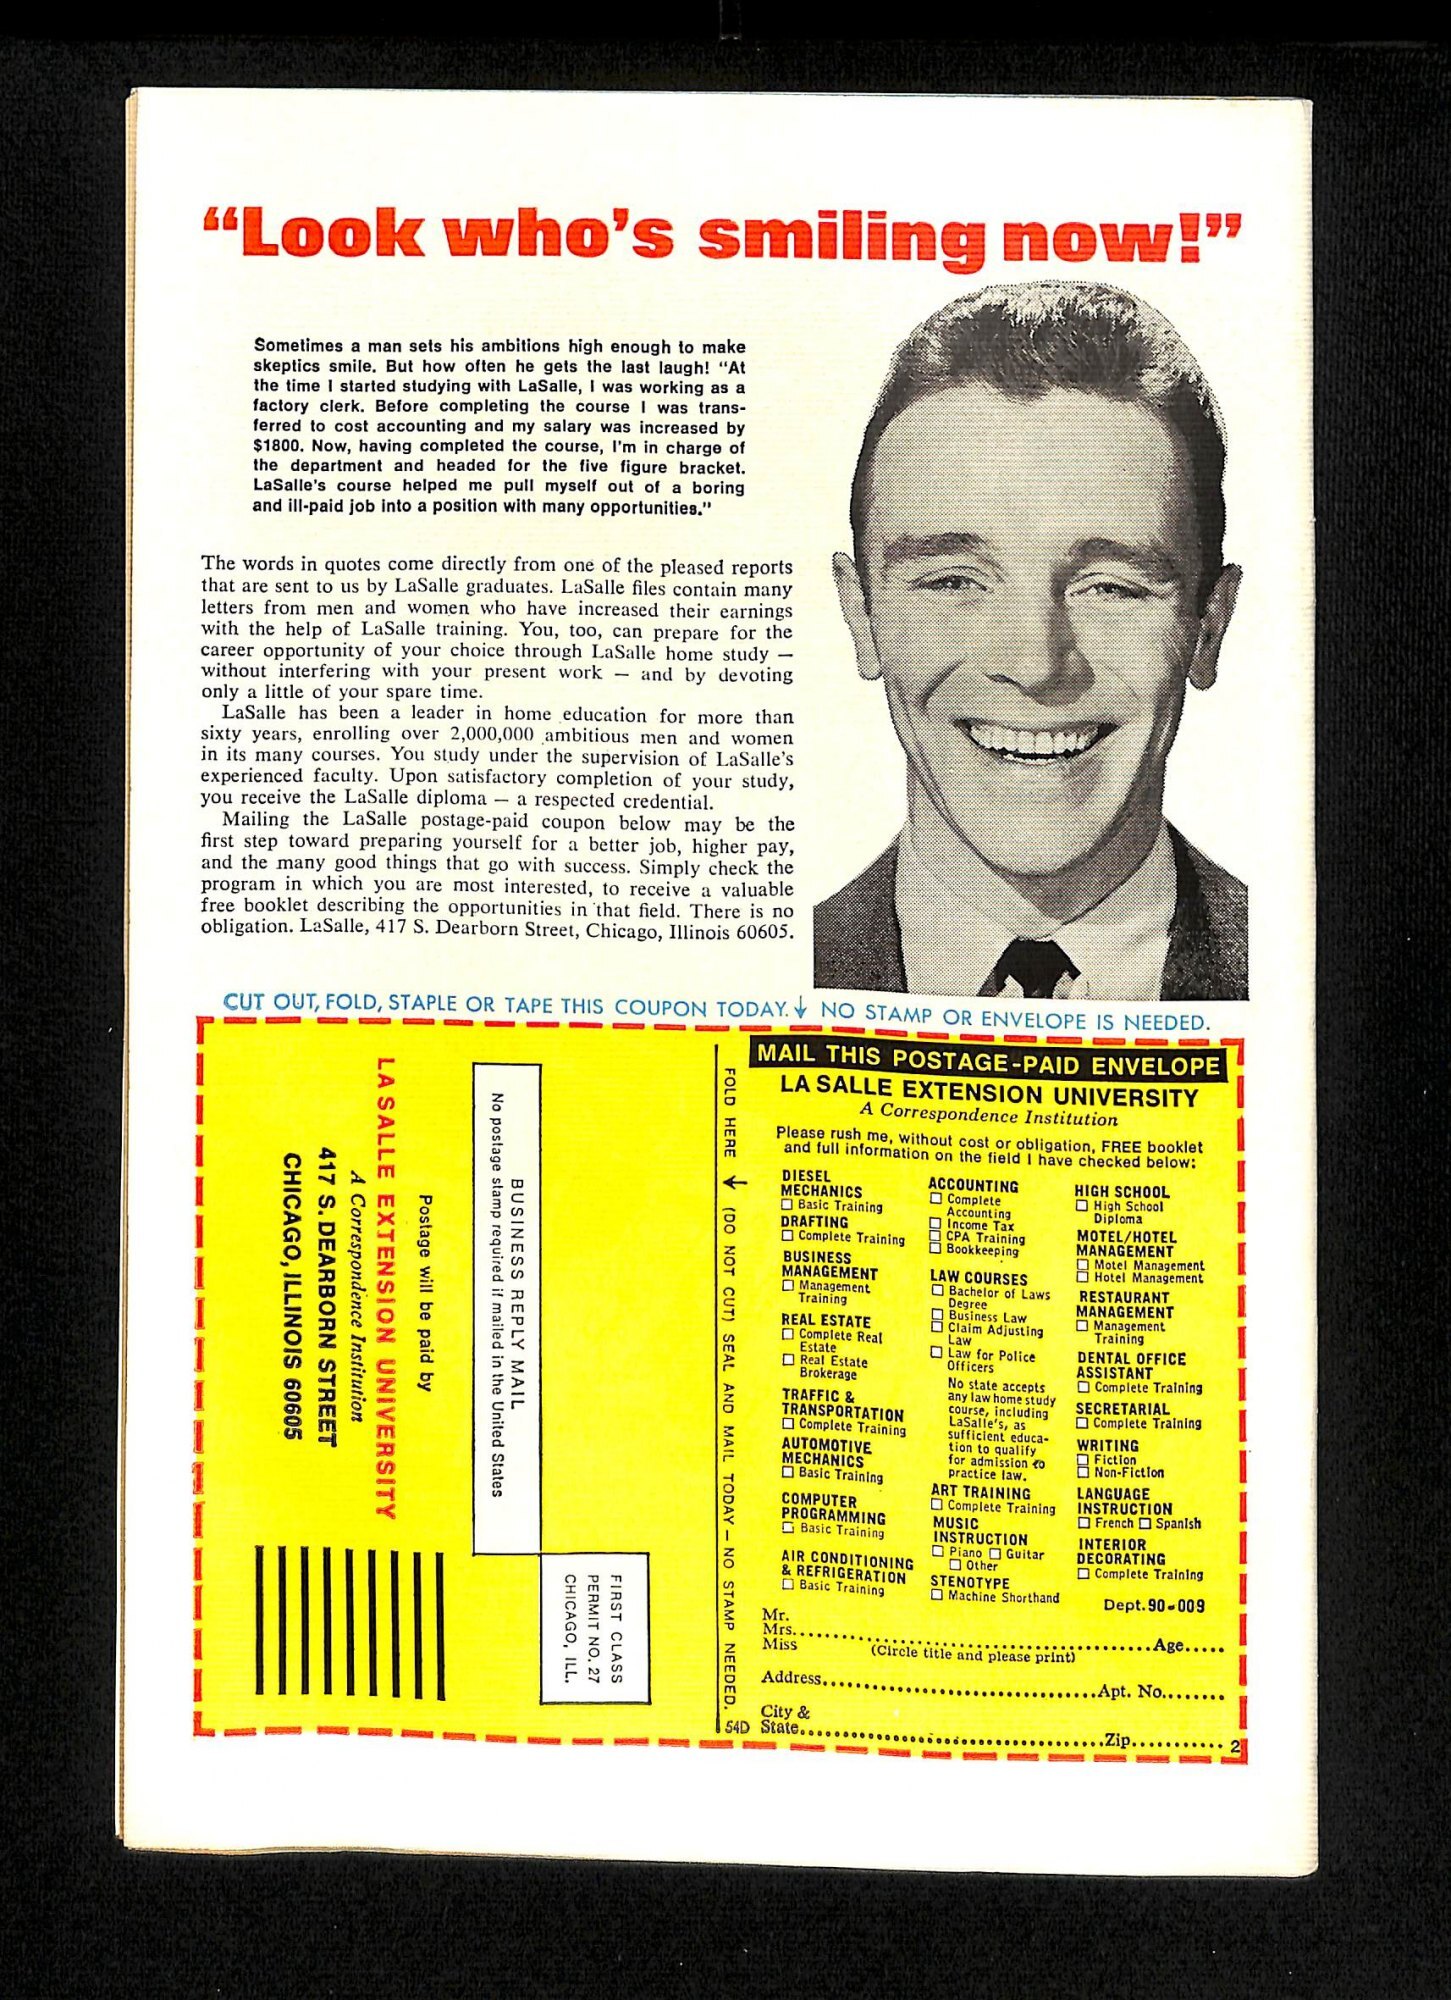 “Look who’s smiling now!”
Sometimes a man sets his ambitions high enough to make
skeptics smile. But how often he gets the last laugh! “At
the time I started studying with LaSalle, I was working as a
factory clerk. Before completing the course I was trans-
ferred to cost accounting and my salary was increased by
$1800. Now, having completed the course, I’m in charge of
the department and headed for the five figure bracket.
LaSalle’s course helped me pull myself out of a boring
and ill-paid job into a position with many opportunities.”
The words in quotes come directly from one of the pleased reports
that are sent to us by LaSalle graduates. LaSalle files contain many
letters from men and women who have increased their earnings
with the help of LaSalle training. You, too, can prepare for the
career opportunity of your choice through LaSalle home study —
without interfering with your present work — and by devoting
only a little of your spare time.
LaSalle has been a leader in home education for more than
sixty years, enrolling over 2,000,000 ambitious men and women
in its many courses. You study under the supervision of LaSalle’s
experienced faculty. Upon satisfactory completion of your study,
you receive the LaSalle diploma — a respected credential.
Mailing the LaSalle postage-paid coupon below may be the
first step toward preparing yourself for a better job, higher pay,
and the many good things that go with success. Simply check the
program in which you are most interested, to receive a valuable
free booklet describing the opportunities in that field. There is no
obligation. LaSalle, 417 S. Dearborn Street, Chicago, Illinois 60605.
CUT OUT, FOLD, STAPLE OR TAPE THIS COUPON TODAY.↓ NO STAMP OR ENVELOPE IS NEEDED.
FIRST CLASS
PERMIT NO. 27
CHICAGO, ILL.
BUSINESS REPLY MAIL
No postage stamp required if mailed in the United States
Postage will be paid by
LA SALLE EXTENSION UNIVERSITY
A Correspondence Institution
417 S. DEARBORN STREET
CHICAGO, ILLINOIS 60605
FOLD HERE ↓ (DO NOT CUT) SEAL AND MAIL TODAY — NO STAMP NEEDED.
MAIL THIS POSTAGE-PAID ENVELOPE
LA SALLE EXTENSION UNIVERSITY
A Correspondence Institution
Please rush me, without cost or obligation, FREE booklet
and full information on the field I have checked below:
DIESEL
MECHANICS
☐ Basic Training
DRAFTING
☐ Complete Training
BUSINESS
MANAGEMENT
☐ Management
Training
REAL ESTATE
☐ Complete Real
Estate
☐ Real Estate
Brokerage
TRAFFIC &
TRANSPORTATION
☐ Complete Training
AUTOMOTIVE
MECHANICS
☐ Basic Training
COMPUTER
PROGRAMMING
☐ Basic Training
AIR CONDITIONING
& REFRIGERATION
☐ Basic Training
ACCOUNTING
☐ Complete
Accounting
☐ Income Tax
☐ CPA Training
☐ Bookkeeping
LAW COURSES
☐ Bachelor of Laws
Degree
☐ Business Law
☐ Claim Adjusting
Law
☐ Law for Police
Officers
No state accepts
any law home study
course, including
LaSalle’s, as
sufficient educa-
tion to qualify
for admission to
practice law.
ART TRAINING
☐ Complete Training
MUSIC
INSTRUCTION
☐ Piano ☐ Guitar
☐ Other
STENOTYPE
☐ Machine Shorthand
HIGH SCHOOL
☐ High School
Diploma
MOTEL/HOTEL
MANAGEMENT
☐ Motel Management
☐ Hotel Management
RESTAURANT
MANAGEMENT
☐ Management
Training
DENTAL OFFICE
ASSISTANT
☐ Complete Training
SECRETARIAL
☐ Complete Training
WRITING
☐ Fiction
☐ Non-Fiction
LANGUAGE
INSTRUCTION
☐ French ☐ Spanish
INTERIOR
DECORATING
☐ Complete Training
Dept. 90-009
Mr.
Mrs. Age
Miss (Circle title and please print)
Address Apt. No.
City &
State Zip
54D
2